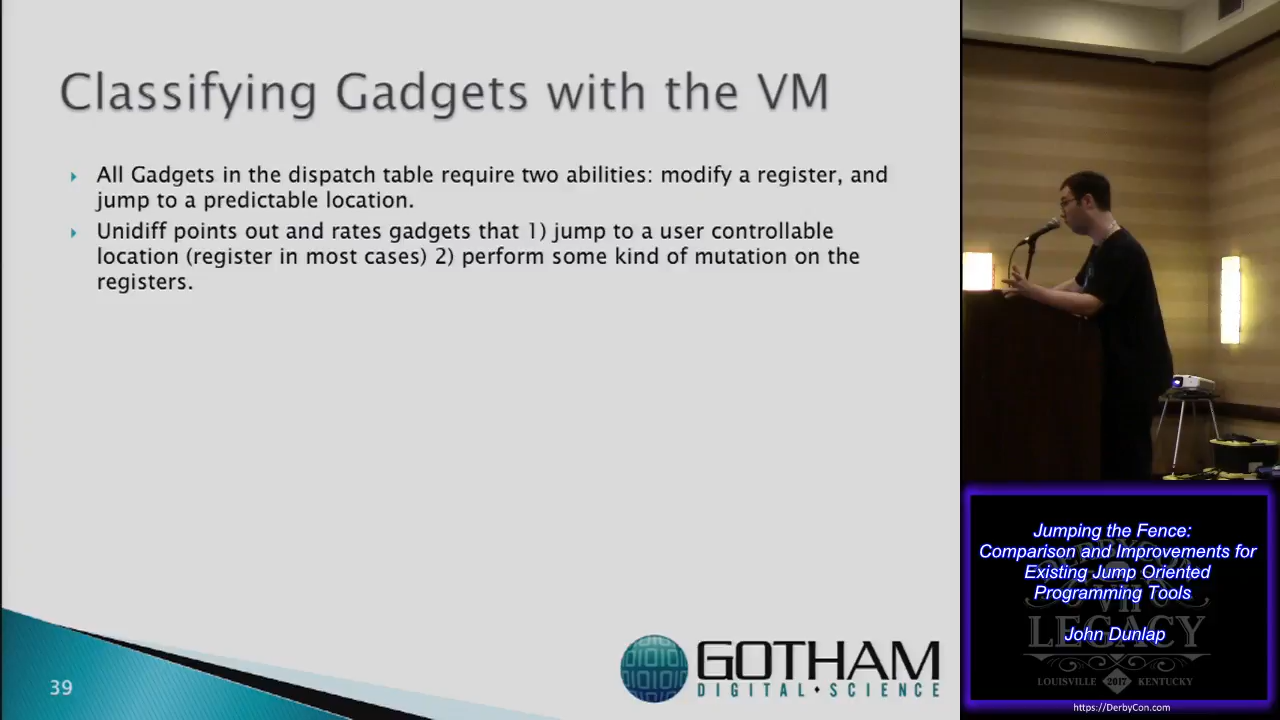 Classifying Gadgets with the VM
All Gadgets in the dispatch table require two abilities: modify a register, and
jump to a predictable location.
Unidiff points out and rates gadgets that 1) jump to a user controllable
location (register in most cases) 2) perform some kind of mutation on the
registers.
39
GOTHAM
DIGITAL SCIENCE
Jumping the Fence:
Comparison and Improvements for
Existing Jump Oriented
Programming Tools
John Dunlap
DERBYCON
VII
LEGACY
LOUISVILLE 2017 KENTUCKY
https://DerbyCon.com